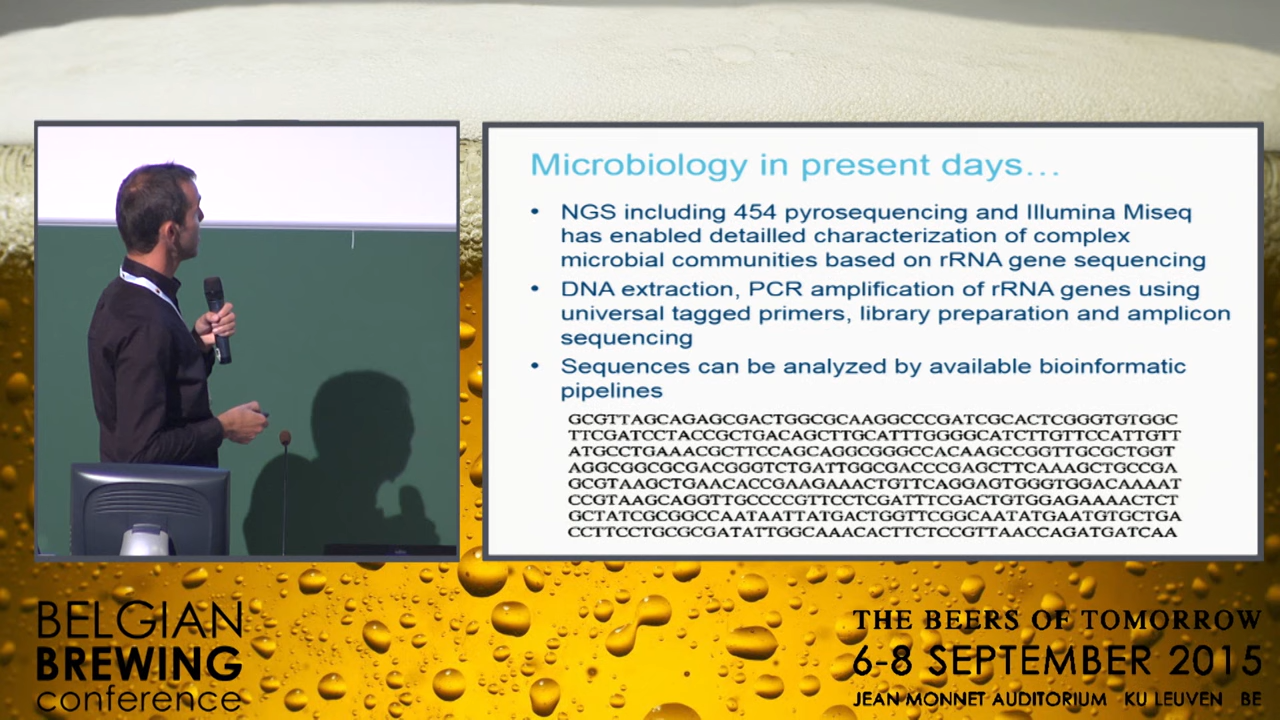 Microbiology in present days…
• NGS including 454 pyrosequencing and Illumina Miseq
has enabled detailled characterization of complex
microbial communities based on rRNA gene sequencing
• DNA extraction, PCR amplification of rRNA genes using
universal tagged primers, library preparation and amplicon
sequencing
• Sequences can be analyzed by available bioinformatic
pipelines
GCGTTAGCAGAGCGACTGGCGCAAGGCCCGATCGCACTCGGGTGTGGC
TTCGATCCTACCGCTGACAGCTTGCATTTGGGGCATCTTGTTCCATTGTT
ATGCCTGAAACGCTTCCAGCAGGCGGGCCACAAGCCGGTTGCGCTGGT
AGGCGGCGCGACGGGTCTGATTGGCGACCCGAGCTTCAAAGCTGCCGA
GCGTAAGCTGAACACCGAAGAAACTGTTCAGGAGTGGGTGGACAAAAT
CCGTAAGCAGGTTGCCCCGTTCCTCGATTTCGACTGTGGAGAAAACTCT
GCTATCGCGGCCAATAATTATGACTGGTTCGGCAATATGAATGTGCTGA
CCTTCCTGCGCGATATTGGCAAACACTTCTCCGTTAACCAGATGATCAA
BELGIAN
BREWING
conference
THE BEERS OF TOMORROW
6-8 SEPTEMBER 2015
JEAN MONNET AUDITORIUM KU LEUVEN BE